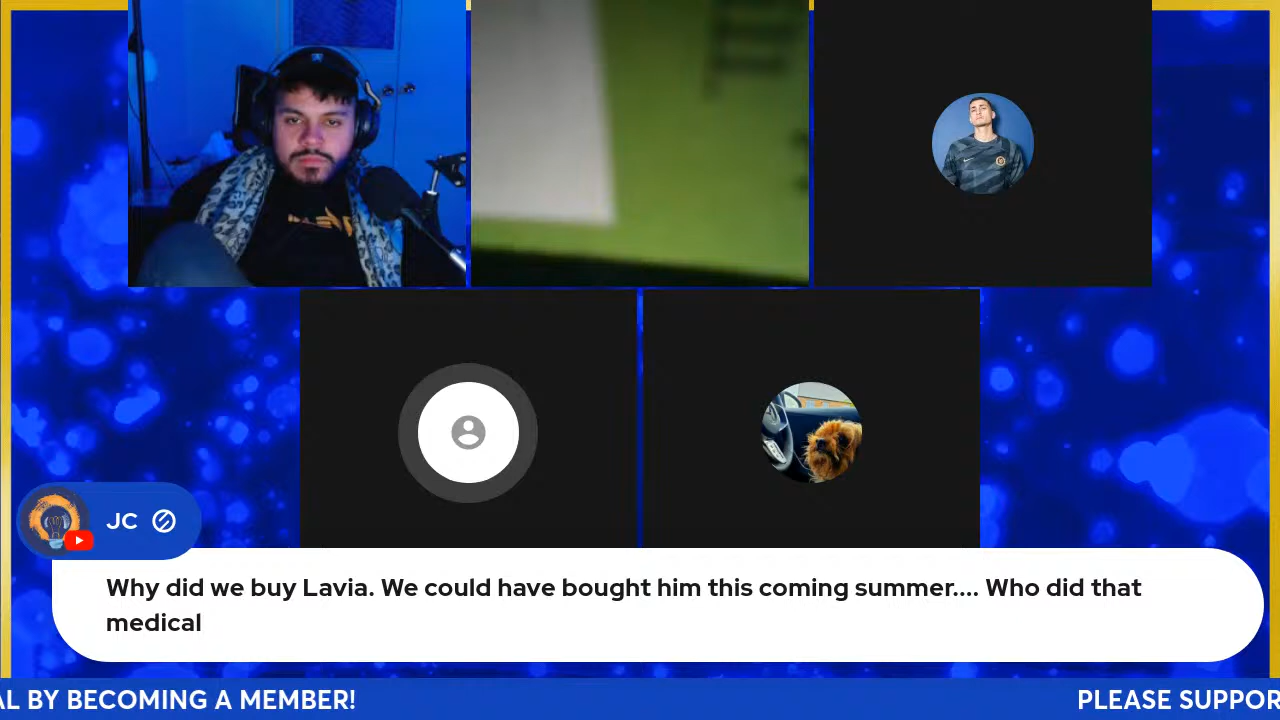 JC
Why did we buy Lavia. We could have bought him this coming summer.... Who did that
medical
AL BY BECOMING A MEMBER!
PLEASE SUPPOR